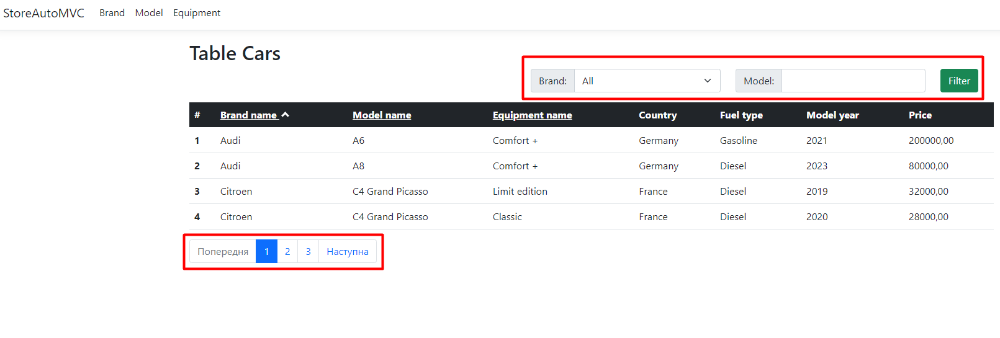 StoreAutoMVC Brand Model Equipment
Table Cars
Brand: All Model: Filter
# Brand name Model name Equipment name Country Fuel type Model year Price
1 Audi A6 Comfort + Germany Gasoline 2021 200000,00
2 Audi A8 Comfort + Germany Diesel 2023 80000,00
3 Citroen C4 Grand Picasso Limit edition France Diesel 2019 32000,00
4 Citroen C4 Grand Picasso Classic France Diesel 2020 28000,00
Попередня 1 2 3 Наступна